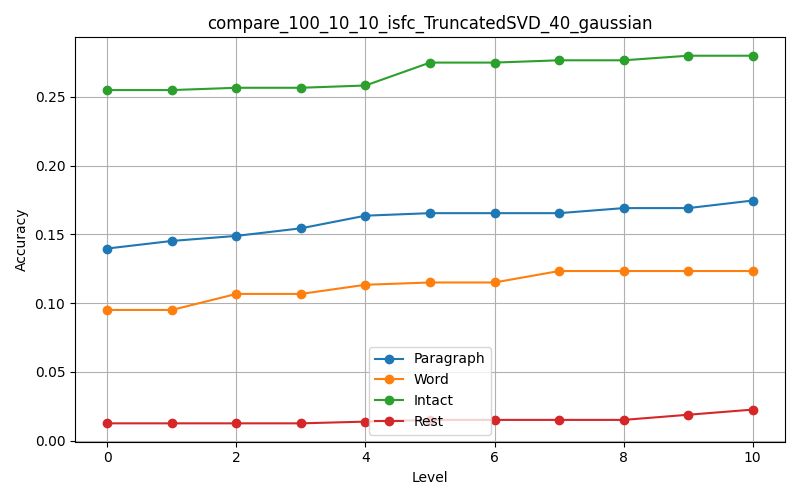 compare_100_10_10_isfc_TruncatedSVD_40_gaussian
Accuracy
0.25
0.20
0.15
0.10
0.05
0.00
Paragraph
Word
Intact
Rest
0 2 4 6 8 10
Level